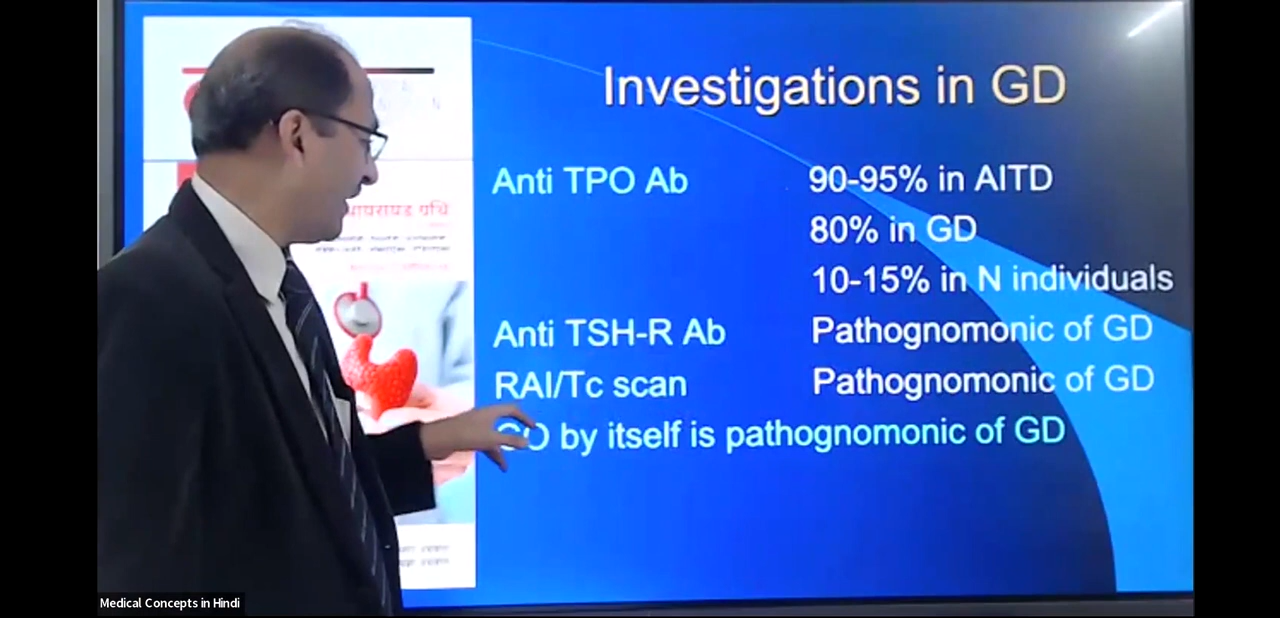 Investigations in GD
Anti TPO Ab 90-95% in AITD
80% in GD
10-15% in N individuals
Anti TSH-R Ab Pathognomonic of GD
RAI/Tc scan Pathognomonic of GD
GO by itself is pathognomonic of GD
Medical Concepts in Hindi